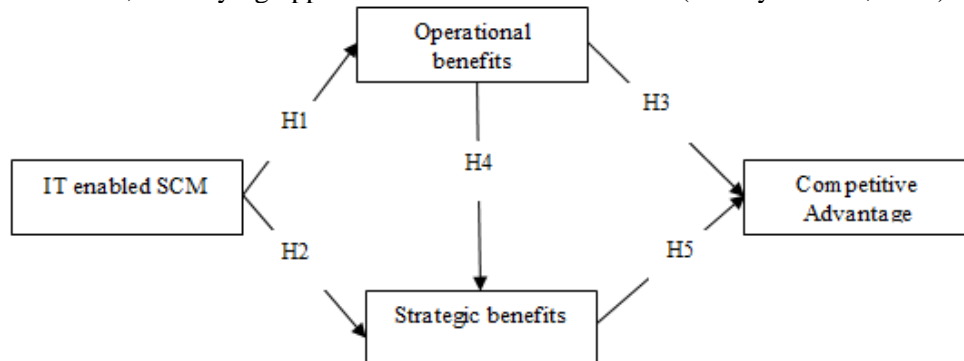 Operational
benefits
H1
H3
H4
IT enabled SCM
Competitive
Advantage
H2
H5
Strategic benefits